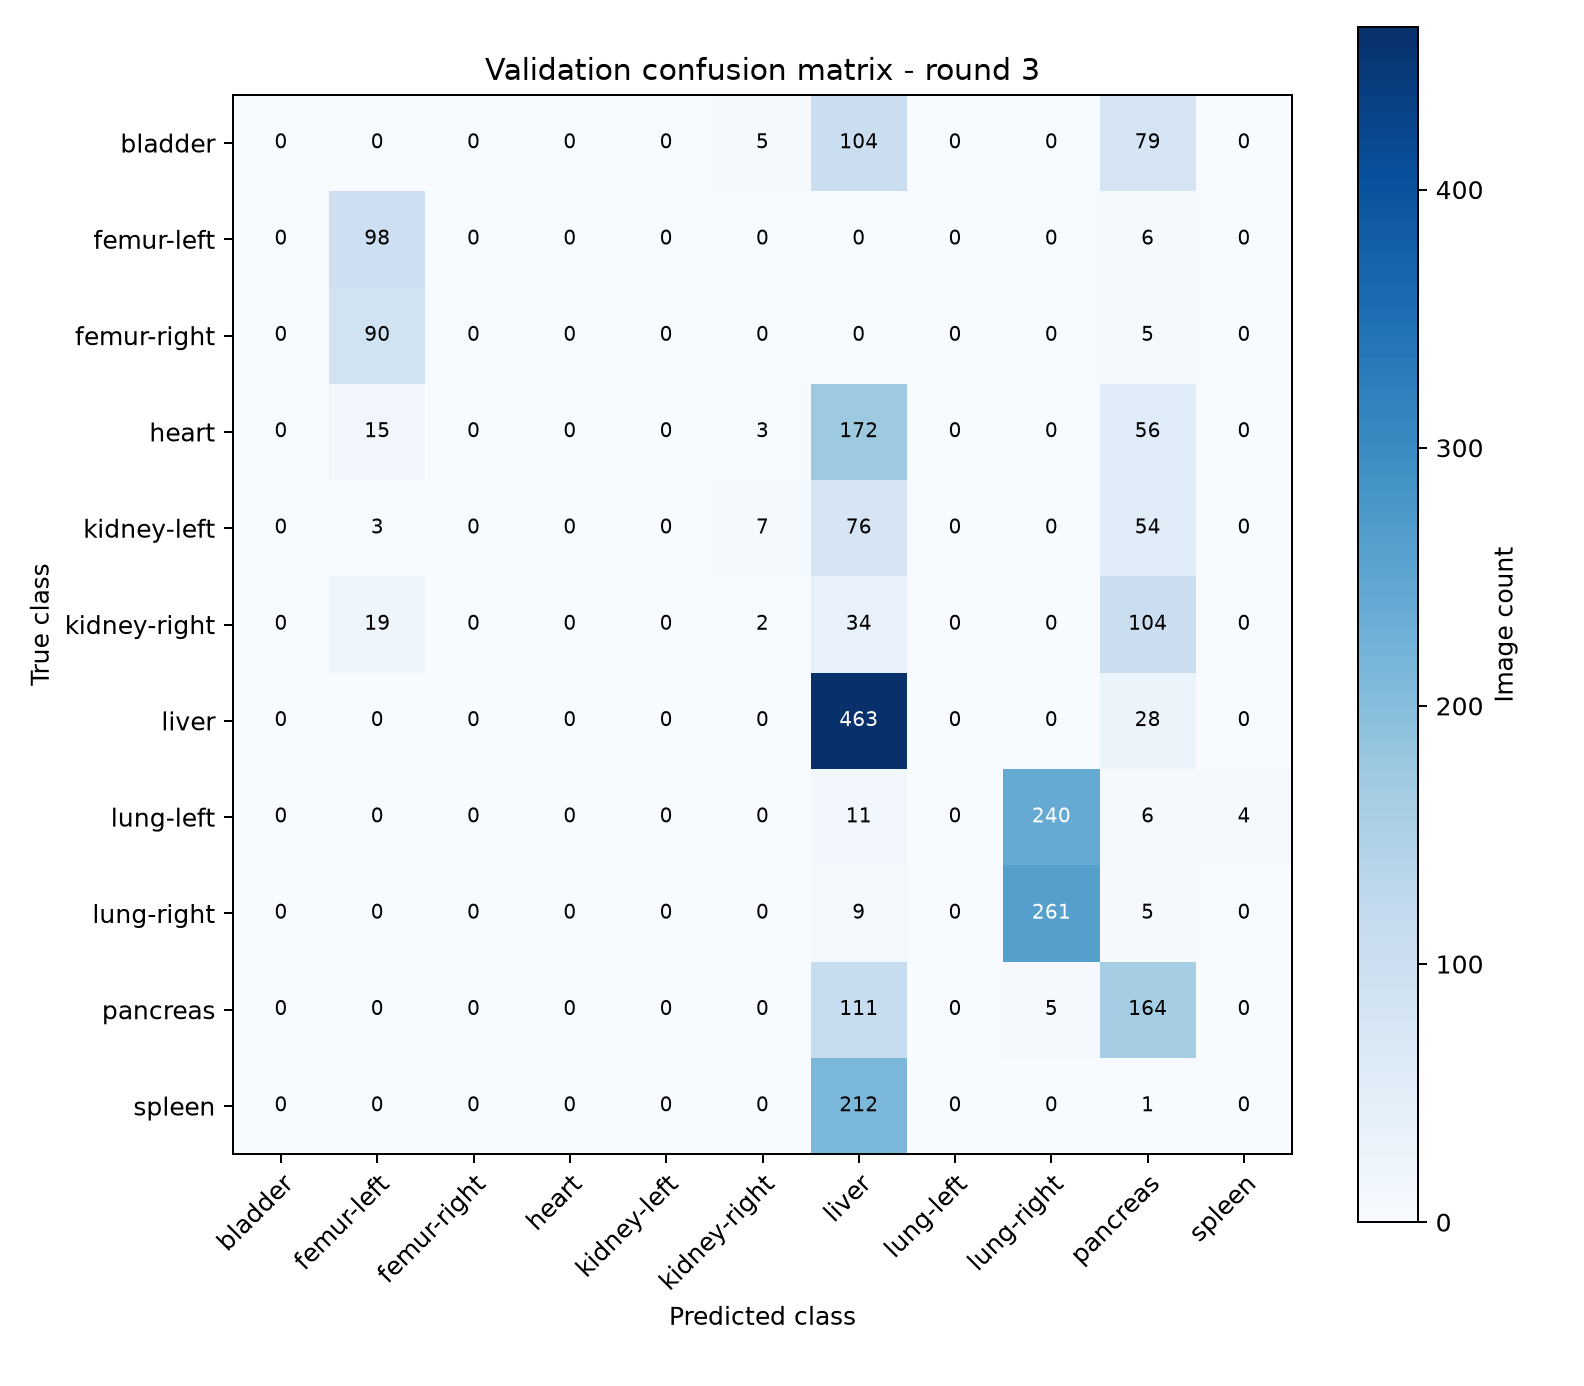 Validation confusion matrix - round 3
bladder 0 0 0 0 0 5 104 0 0 79 0
femur-left 0 98 0 0 0 0 0 0 0 6 0
femur-right 0 90 0 0 0 0 0 0 0 5 0
heart 0 15 0 0 0 3 172 0 0 56 0
kidney-left 0 3 0 0 0 7 76 0 0 54 0
kidney-right 0 19 0 0 0 2 34 0 0 104 0
liver 0 0 0 0 0 0 463 0 0 28 0
lung-left 0 0 0 0 0 0 11 0 240 6 4
lung-right 0 0 0 0 0 0 9 0 261 5 0
pancreas 0 0 0 0 0 0 111 0 5 164 0
spleen 0 0 0 0 0 0 212 0 0 1 0
bladder femur-left femur-right heart kidney-left kidney-right liver lung-left lung-right pancreas spleen
Predicted class
True class
400
300
200
100
0
Image count